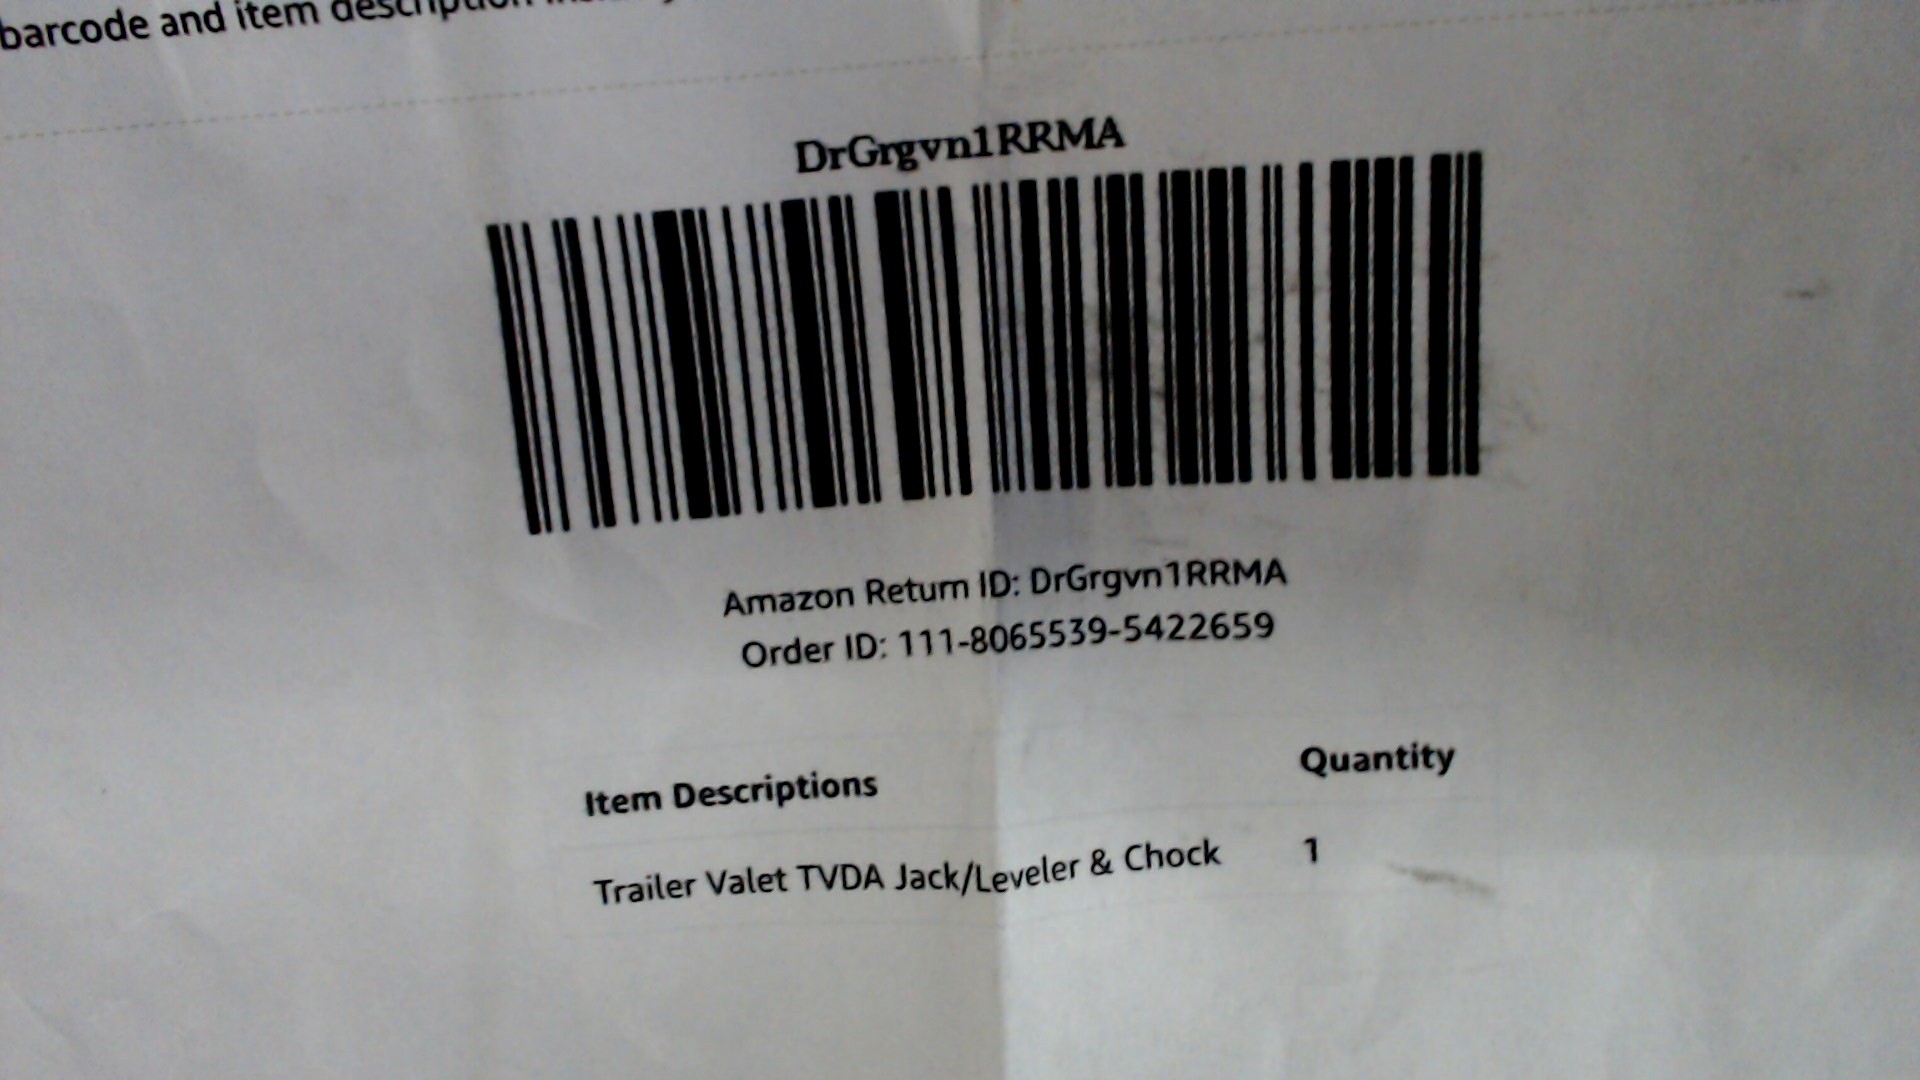 barcode and item description
DrGrgvn1RRMA
Amazon Return ID: DrGrgvn1RRMA
Order ID: 111-8065539-5422659
Item Descriptions Quantity
Trailer Valet TVDA Jack/Leveler & Chock 1